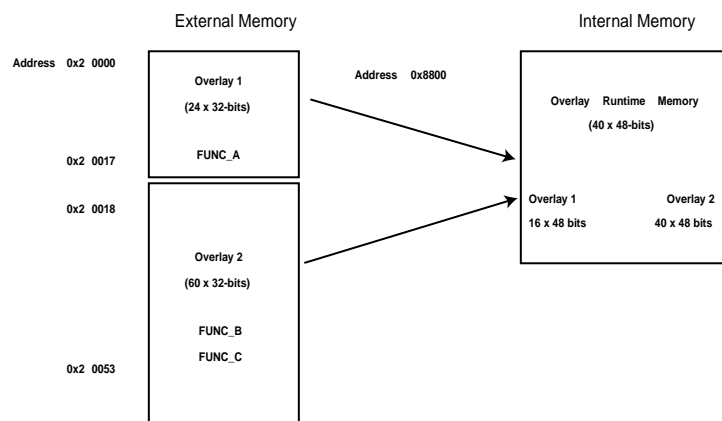 External Memory
Internal Memory
Address 0x2 0000
Overlay 1
(24 x 32-bits)
FUNC_A
0x2 0017
Address 0x8800
Overlay Runtime Memory
(40 x 48-bits)
0x2 0018
Overlay 1
16 x 48 bits
Overlay 2
40 x 48 bits
Overlay 2
(60 x 32-bits)
FUNC_B
FUNC_C
0x2 0053